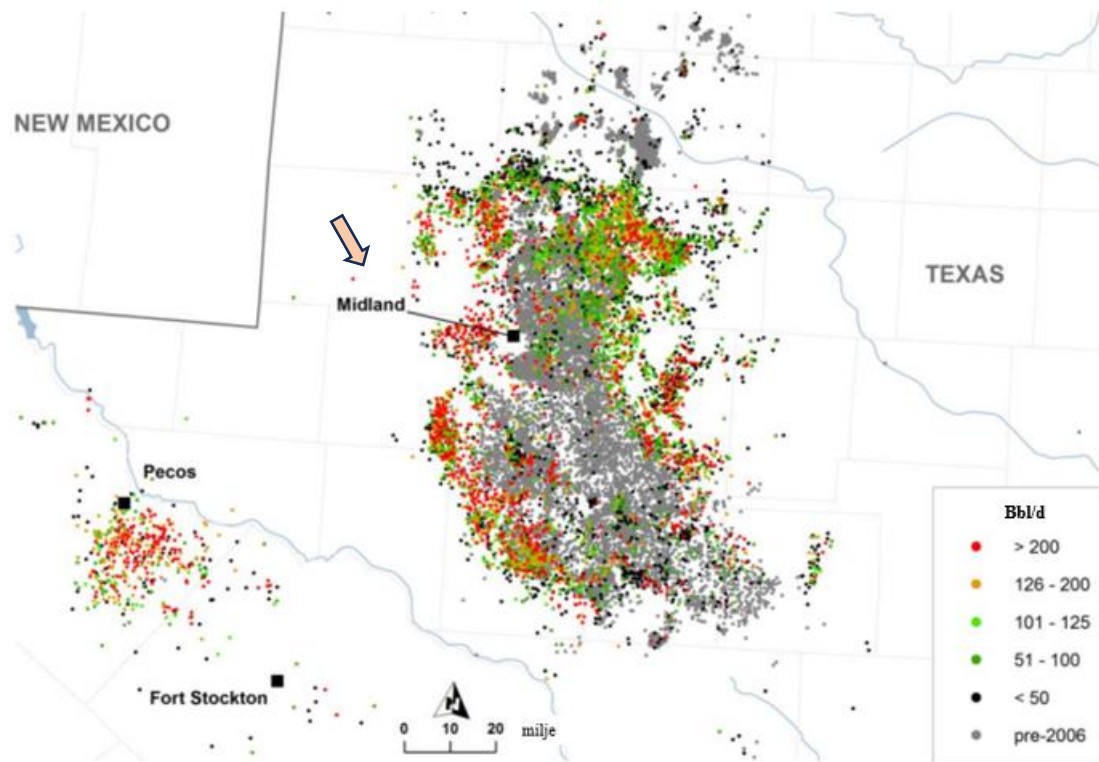 NEW MEXICO
TEXAS
Midland
Pecos
Fort Stockton
N
0 10 20 milje
Bbl/d
> 200
126 - 200
101 - 125
51 - 100
< 50
pre-2006